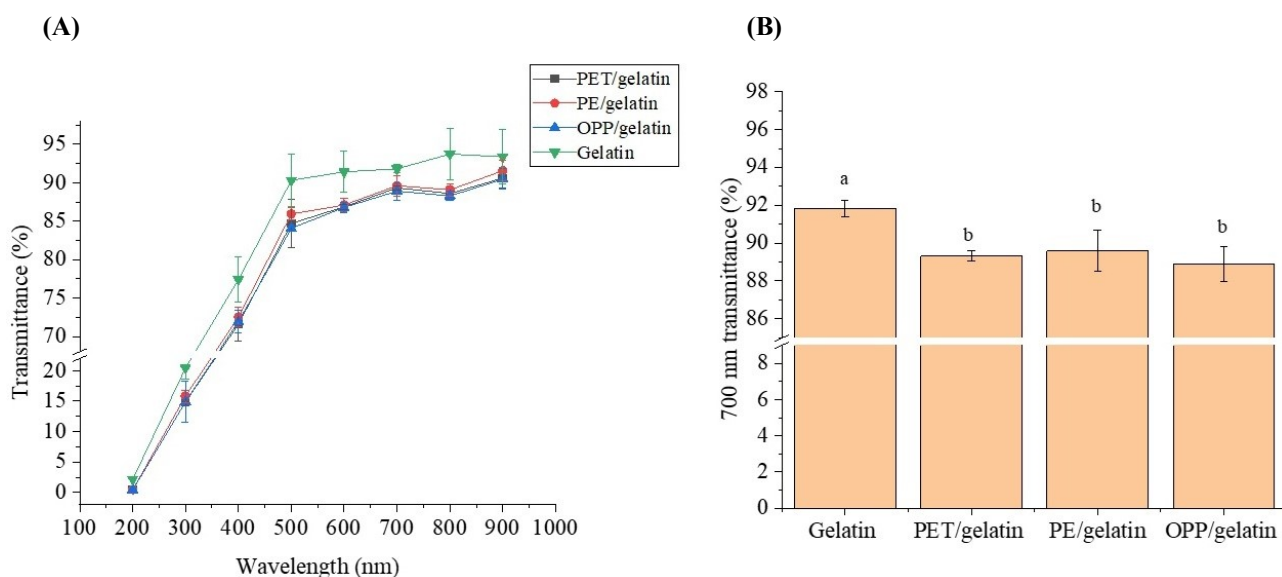 (A)
PET/gelatin
PE/gelatin
OPP/gelatin
Gelatin
Transmittance (%)
95
90
85
80
75
70
20
15
10
5
0
100 200 300 400 500 600 700 800 900 1000
Wavelength (nm)
(B)
700 nm transmittance (%)
98
96
94
92
90
88
86
8
6
4
2
0
a
b
b
b
Gelatin PET/gelatin PE/gelatin OPP/gelatin